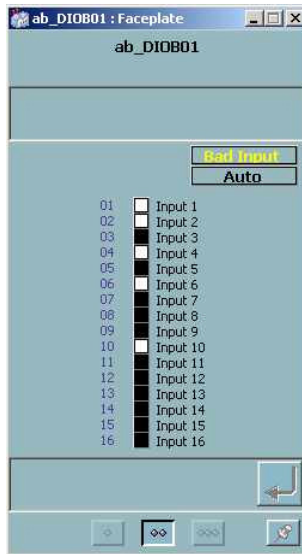 ab_DIOB01 : Faceplate
ab_DIOB01
Bad Input
Auto
01 Input 1
02 Input 2
03 Input 3
04 Input 4
05 Input 5
06 Input 6
07 Input 7
08 Input 8
09 Input 9
10 Input 10
11 Input 11
12 Input 12
13 Input 13
14 Input 14
15 Input 15
16 Input 16